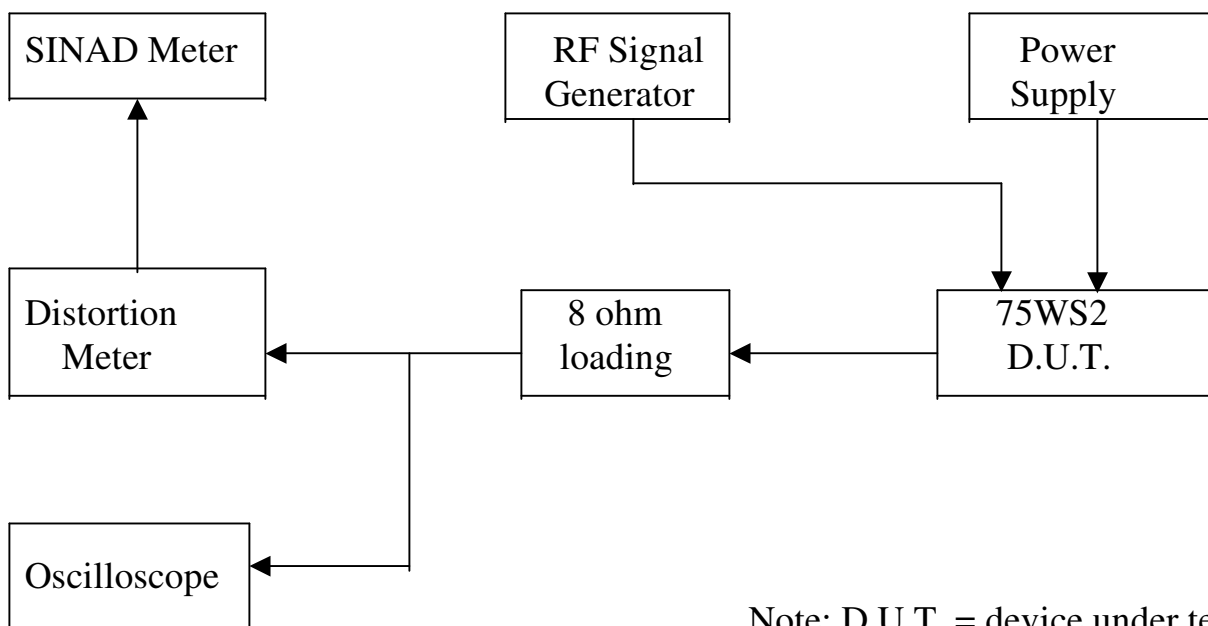 SINAD Meter
RF Signal
Generator
Power
Supply
Distortion
Meter
8 ohm
loading
75WS2
D.U.T.
Oscilloscope
Note: D.U.T. = device under te